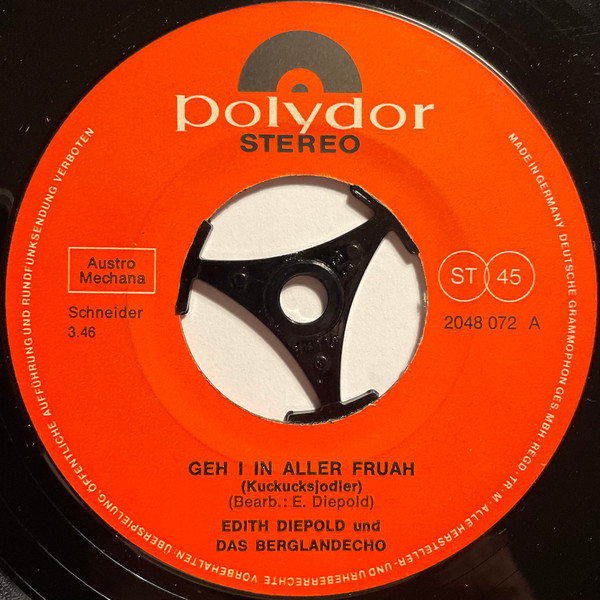 polydor
STEREO
Austro
Mechana
Schneider
3.46
ST 45
2048 072 A
GEH I IN ALLER FRUAH
(Kuckucksjodler)
(Bearb.: E. Diepold)
EDITH DIEPOLD und
DAS BERGLANDECHO
MADE IN GERMANY DEUTSCHE GRAMMOPHON GES. MBH · REGD · TR · M · ALLE HERSTELLER- UND URHEBERRECHTE VORBEHALTEN ÜBERSPIELUNG ÖFFENTLICHE AUFFÜHRUNG UND RUNDFUNKSENDUNG VERBOTEN